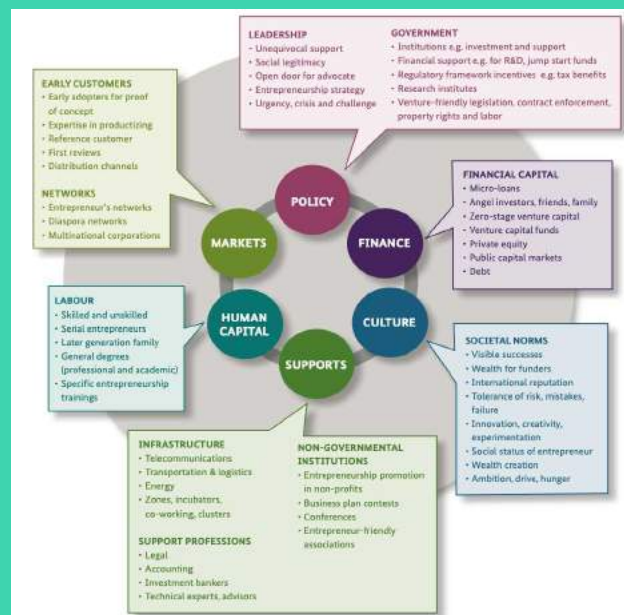 LEADERSHIP
• Unequivocal support
• Social legitimacy
• Open door for advocate
• Entrepreneurship strategy
• Urgency, crisis and challenge
GOVERNMENT
• Institutions e.g. investment and support
• Financial support e.g. for R&D, jump start funds
• Regulatory framework incentives e.g. tax benefits
• Research institutes
• Venture-friendly legislation, contract enforcement,
property rights and labor
EARLY CUSTOMERS
• Early adopters for proof
of concept
• Expertise in productizing
• Reference customer
• First reviews
• Distribution channels
NETWORKS
• Entrepreneur's networks
• Diaspora networks
• Multinational corporations
FINANCIAL CAPITAL
• Micro-loans
• Angel investors, friends, family
• Zero-stage venture capital
• Venture capital funds
• Private equity
• Public capital markets
• Debt
POLICY
MARKETS
FINANCE
HUMAN
CAPITAL
CULTURE
SUPPORTS
LABOUR
• Skilled and unskilled
• Serial entrepreneurs
• Later generation family
• General degrees
(professional and academic)
• Specific entrepreneurship
trainings
SOCIETAL NORMS
• Visible successes
• Wealth for funders
• International reputation
• Tolerance of risk, mistakes,
failure
• Innovation, creativity,
experimentation
• Social status of entrepreneur
• Wealth creation
• Ambition, drive, hunger
INFRASTRUCTURE
• Telecommunications
• Transportation & logistics
• Energy
• Zones, incubators,
co-working, clusters
SUPPORT PROFESSIONS
• Legal
• Accounting
• Investment bankers
• Technical experts, advisors
NON-GOVERNMENTAL
INSTITUTIONS
• Entrepreneurship promotion
in non-profits
• Business plan contests
• Conferences
• Entrepreneur-friendly
associations